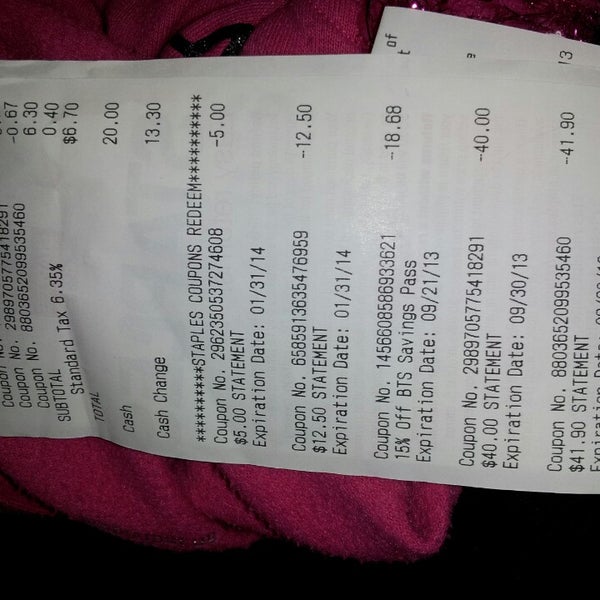 Coupon No.
Coupon No. 2989705775418291
Coupon No. 8803652099535460 -0.67
SUBTOTAL 6.30
Standard Tax 6.35% 0.40
TOTAL $6.70
Cash 20.00
Cash Change 13.30
**********STAPLES COUPONS REDEEM**********
Coupon No. 2962350537274608 -5.00
$5.00 STATEMENT
Expiration Date: 01/31/14
Coupon No. 6585913635476959 -12.50
$12.50 STATEMENT
Expiration Date: 01/31/14
Coupon No. 1456608586933621 -18.68
15% Off BTS Savings Pass
Expiration Date: 09/21/13
Coupon No. 2989705775418291 -40.00
$40.00 STATEMENT
Expiration Date: 09/30/13
Coupon No. 8803652099535460 -41.90
$41.90 STATEMENT
of
t
e
13